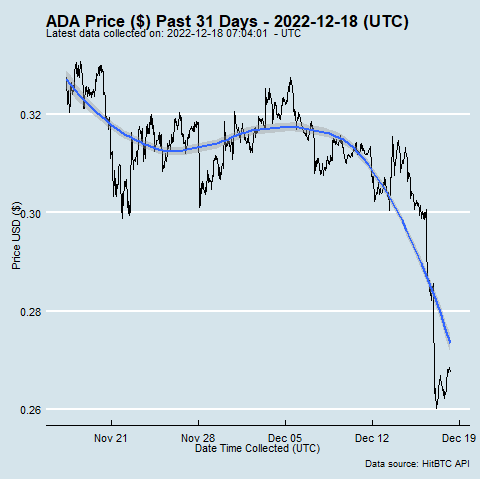 ADA Price ($) Past 31 Days - 2022-12-18 (UTC)
Latest data collected on: 2022-12-18 07:04:01 - UTC
Price USD ($)
0.32
0.30
0.28
0.26
Nov 21 Nov 28 Dec 05 Dec 12 Dec 19
Date Time Collected (UTC)
Data source: HitBTC API